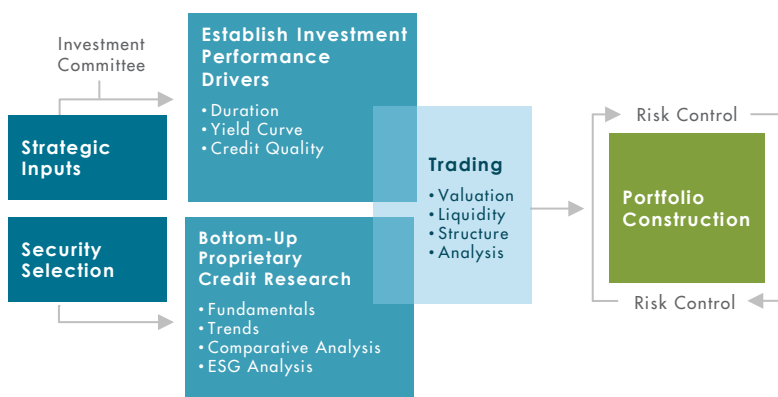 Investment
Committee
Strategic
Inputs
Establish Investment
Performance
Drivers
• Duration
• Yield Curve
• Credit Quality
Security
Selection
Bottom-Up
Proprietary
Credit Research
• Fundamentals
• Trends
• Comparative Analysis
• ESG Analysis
Trading
• Valuation
• Liquidity
• Structure
• Analysis
Risk Control
Portfolio
Construction
Risk Control